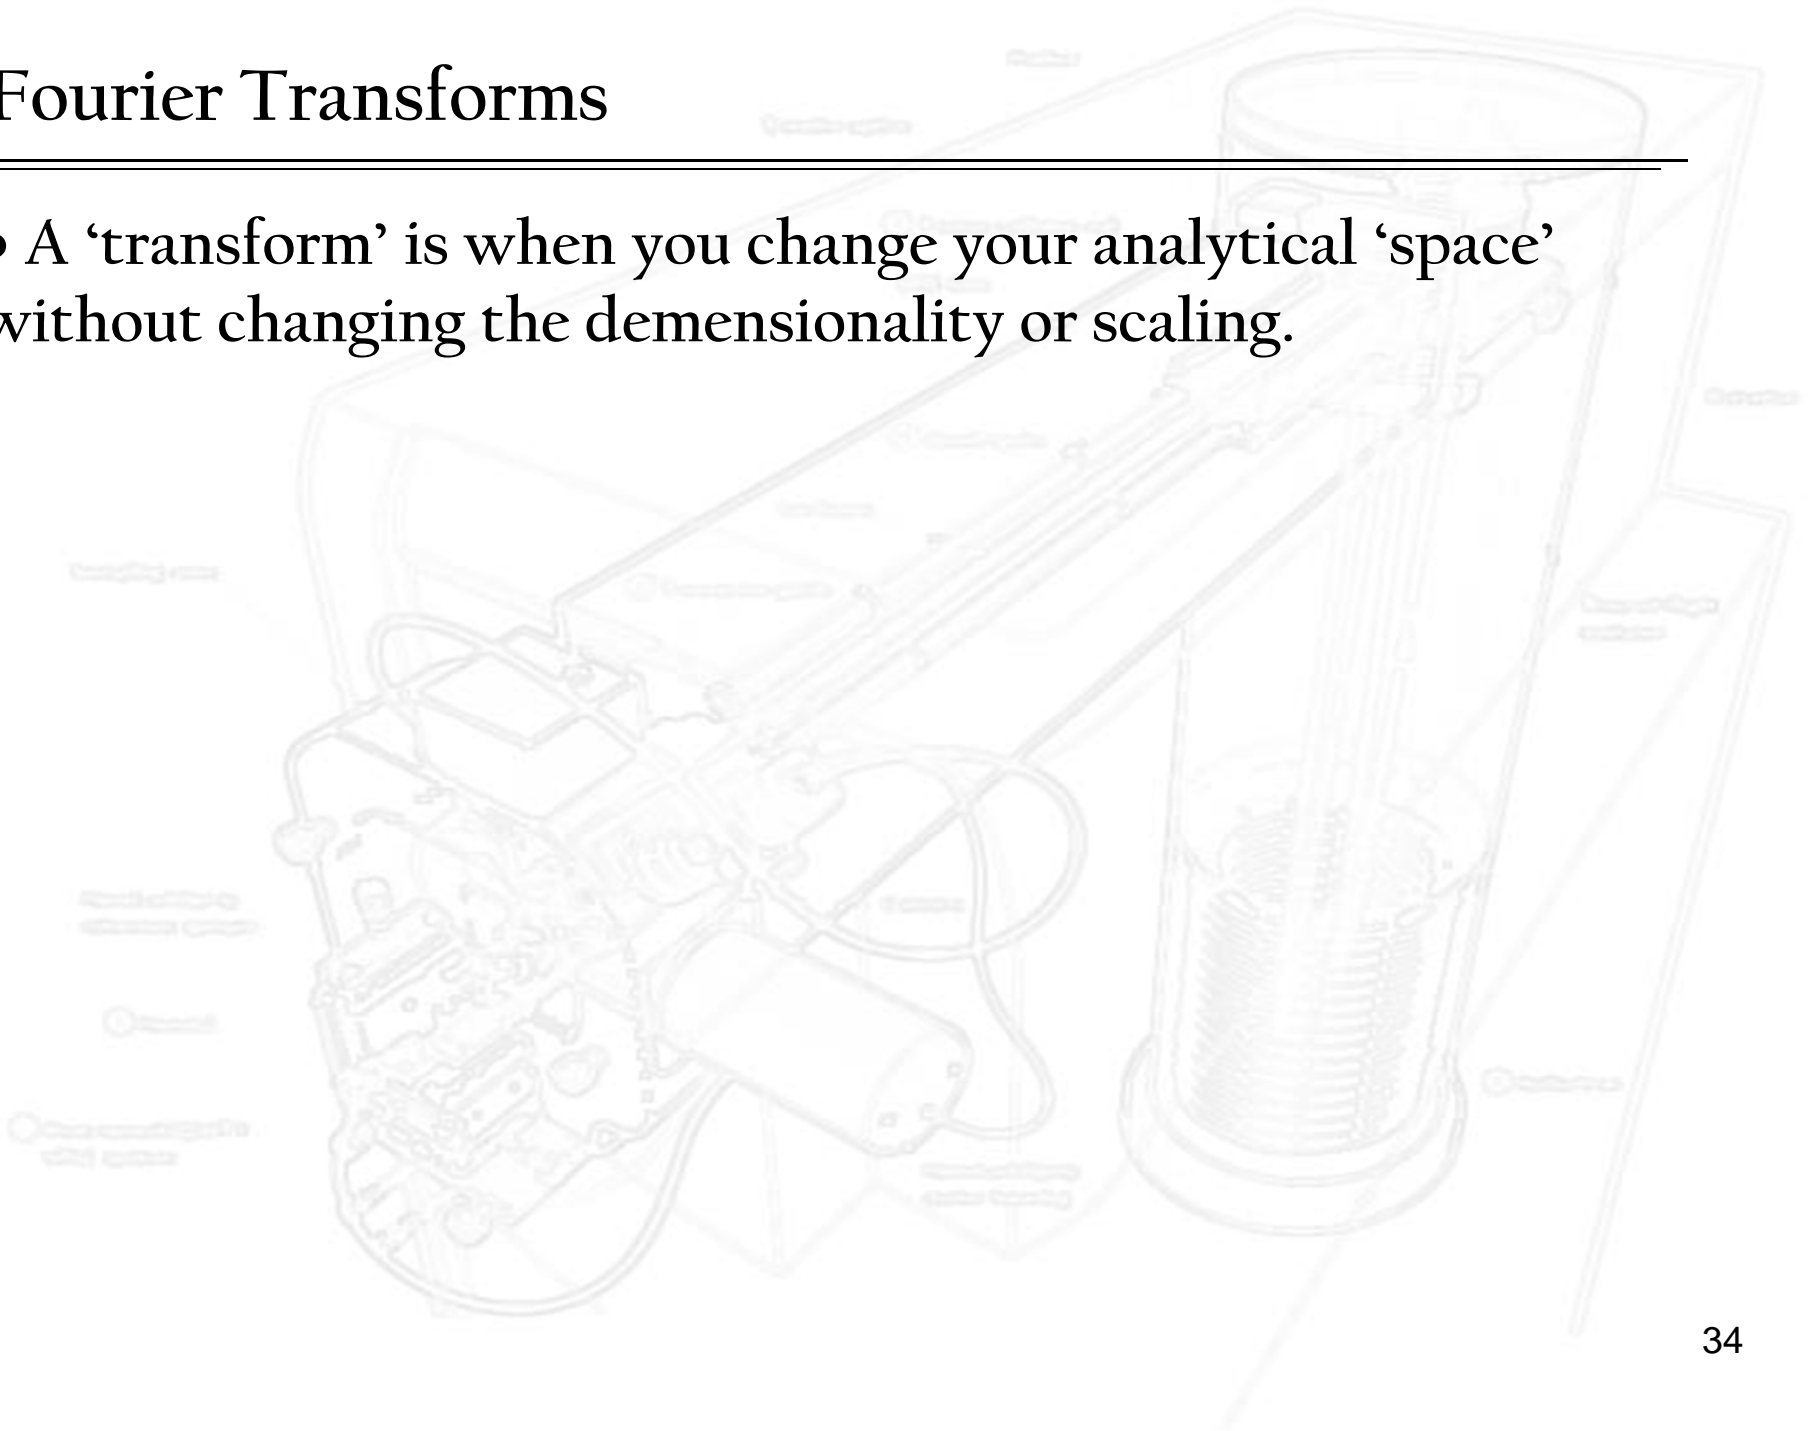 Fourier Transforms
• A ‘transform’ is when you change your analytical ‘space’
without changing the demensionality or scaling.
34